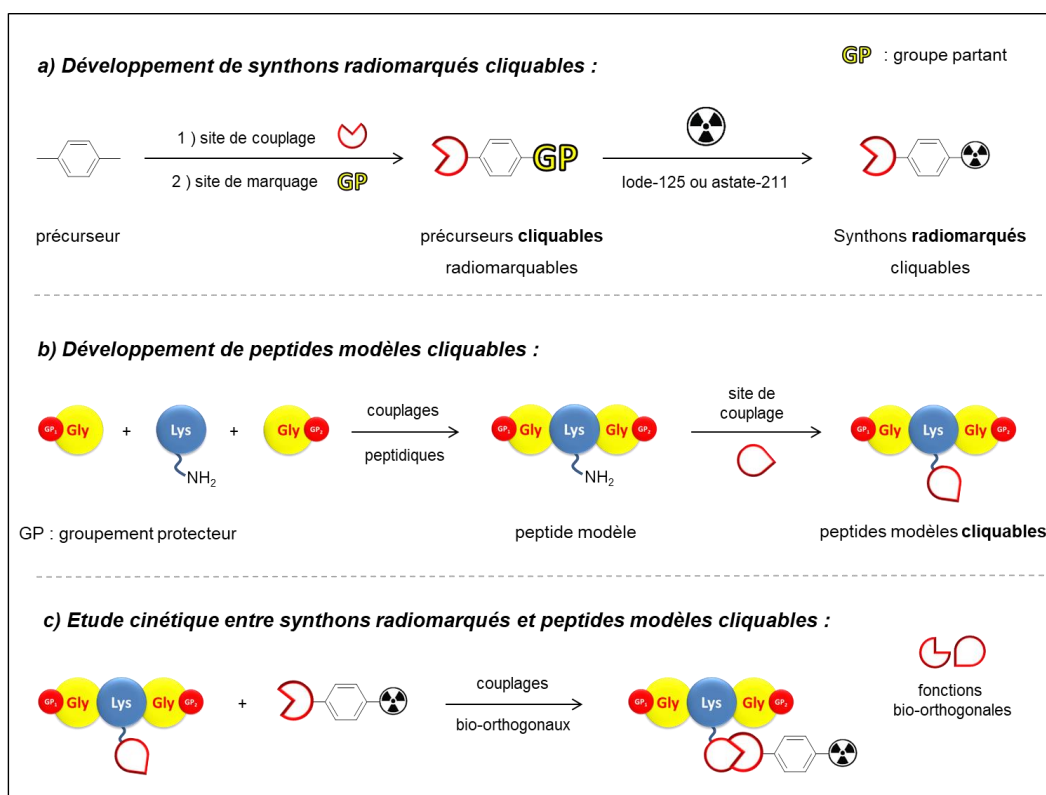 a) Développement de synthons radiomarqués cliquables :
GP : groupe partant
1 ) site de couplage
2 ) site de marquage GP
GP
Iode-125 ou astate-211
précurseur
précurseurs cliquables
radiomarquables
Synthons radiomarqués
cliquables
b) Développement de peptides modèles cliquables :
GP₁ Gly + Lys + Gly GP₂
NH₂
couplages
peptidiques
GP₁ Gly Lys Gly GP₂
NH₂
site de
couplage
GP₁ Gly Lys Gly GP₂
GP : groupement protecteur
peptide modèle
peptides modèles cliquables
c) Etude cinétique entre synthons radiomarqués et peptides modèles cliquables :
GP₁ Gly Lys Gly GP₂ +
couplages
bio-orthogonaux
GP₁ Gly Lys Gly GP₂
fonctions
bio-orthogonales